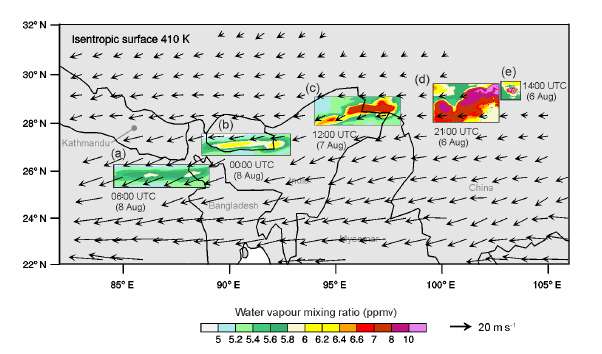 32°N
Isentropic surface 410 K
30°N
(e)
(d)
14:00 UTC
(6 Aug)
(c)
28°N
Kathmandu
(b)
12:00 UTC
(7 Aug)
21:00 UTC
(6 Aug)
(a)
26°N
00:00 UTC
(8 Aug)
India
China
06:00 UTC
(8 Aug)
Bangladesh
24°N
Myanmar
22°N
85°E 90°E 95°E 100°E 105°E
Water vapour mixing ratio (ppmv)
5 5.2 5.4 5.6 5.8 6 6.2 6.4 6.6 7 8 10
20 m s-1